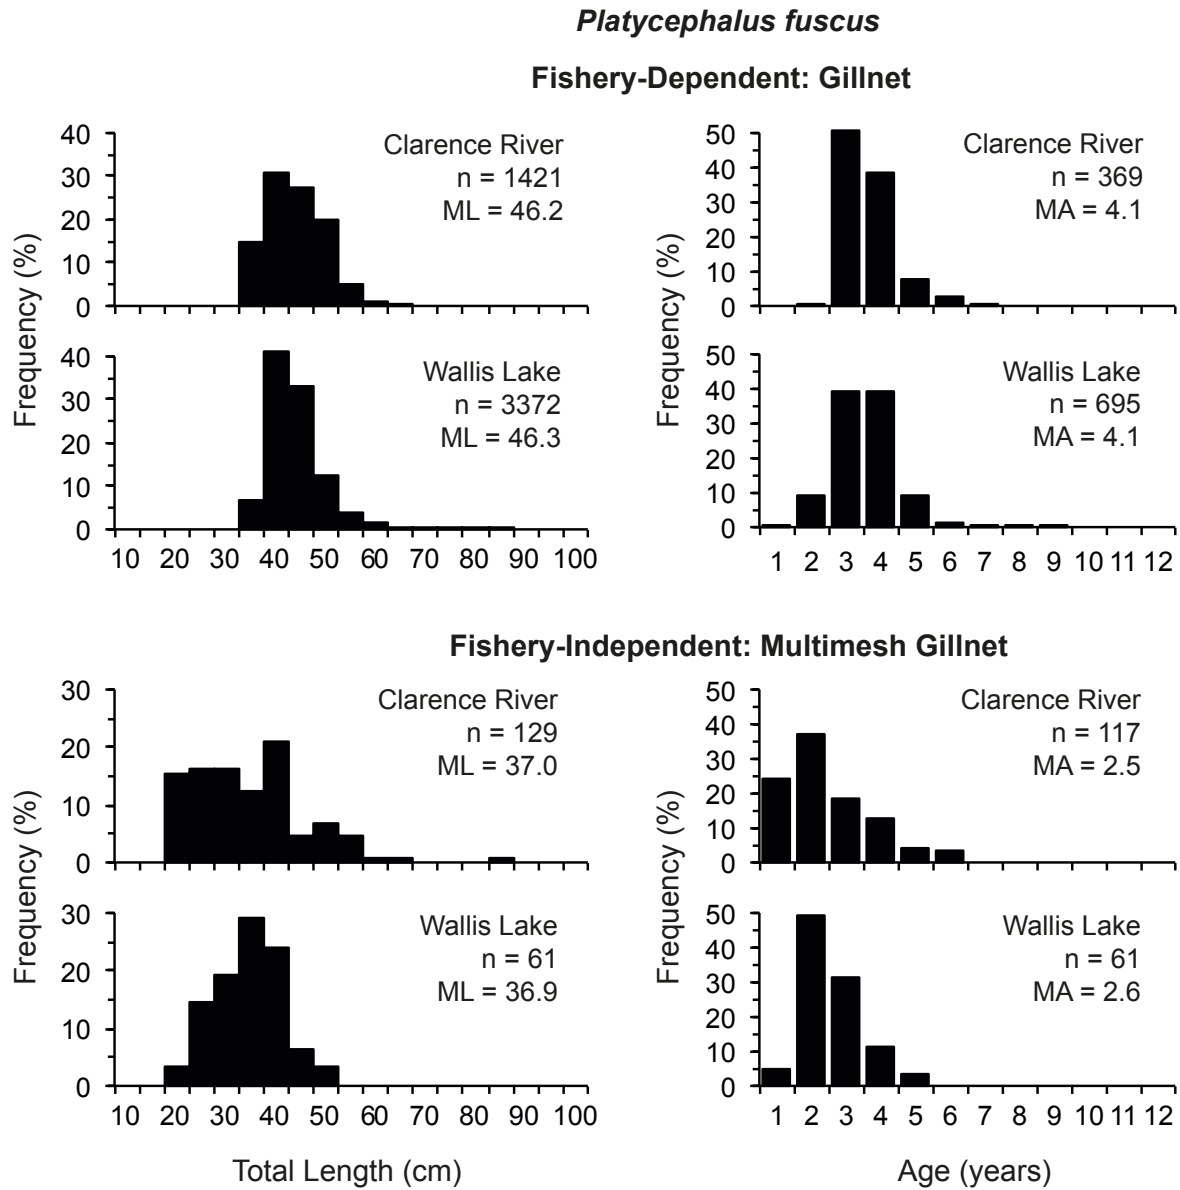 Platycephalus fuscus
Fishery-Dependent: Gillnet
Frequency (%)
40
30
20
10
0
Clarence River
n = 1421
ML = 46.2
Frequency (%)
50
40
30
20
10
0
Clarence River
n = 369
MA = 4.1
40
30
20
10
0
Wallis Lake
n = 3372
ML = 46.3
10 20 30 40 50 60 70 80 90 100
50
40
30
20
10
0
Wallis Lake
n = 695
MA = 4.1
1 2 3 4 5 6 7 8 9 10 11 12
Fishery-Independent: Multimesh Gillnet
Frequency (%)
30
20
10
0
Clarence River
n = 129
ML = 37.0
Frequency (%)
50
40
30
20
10
0
Clarence River
n = 117
MA = 2.5
30
20
10
0
Wallis Lake
n = 61
ML = 36.9
10 20 30 40 50 60 70 80 90 100
Total Length (cm)
50
40
30
20
10
0
Wallis Lake
n = 61
MA = 2.6
1 2 3 4 5 6 7 8 9 10 11 12
Age (years)